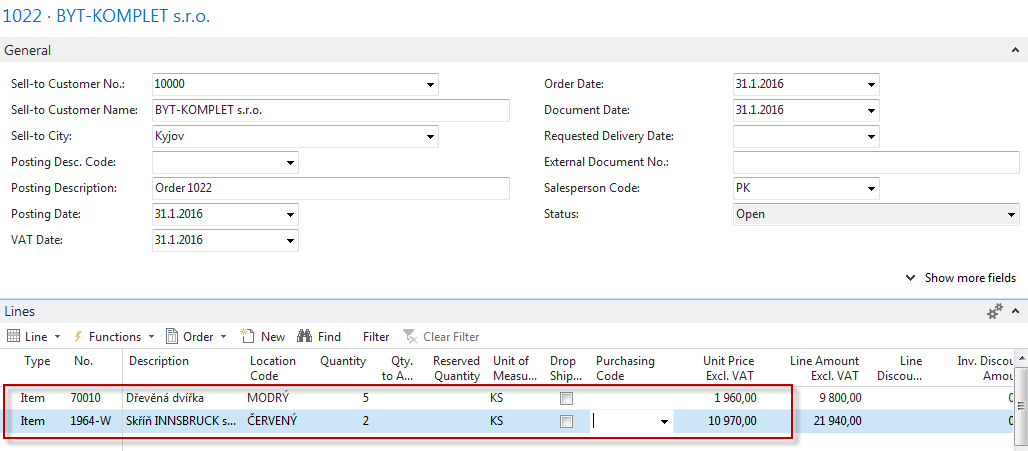 1022 · BYT-KOMPLET s.r.o.
General
Sell-to Customer No.: 10000 Order Date: 31.1.2016
Sell-to Customer Name: BYT-KOMPLET s.r.o. Document Date: 31.1.2016
Sell-to City: Kyjov Requested Delivery Date:
Posting Desc. Code: External Document No.:
Posting Description: Order 1022 Salesperson Code: PK
Posting Date: 31.1.2016 Status: Open
VAT Date: 31.1.2016
Show more fields
Lines
Line Functions Order New Find Filter Clear Filter
Type No. Description Location Quantity Qty. Reserved Unit of Drop Purchasing Unit Price Line Amount Line Inv. Discou
Code to A... Quantity Measu... Ship... Code Excl. VAT Excl. VAT Discou... Amou
Item 70010 Dřevěná dvířka MODRÝ 5 KS 1 960,00 9 800,00
Item 1964-W Skříň INNSBRUCK s... ČERVENÝ 2 KS 10 970,00 21 940,00